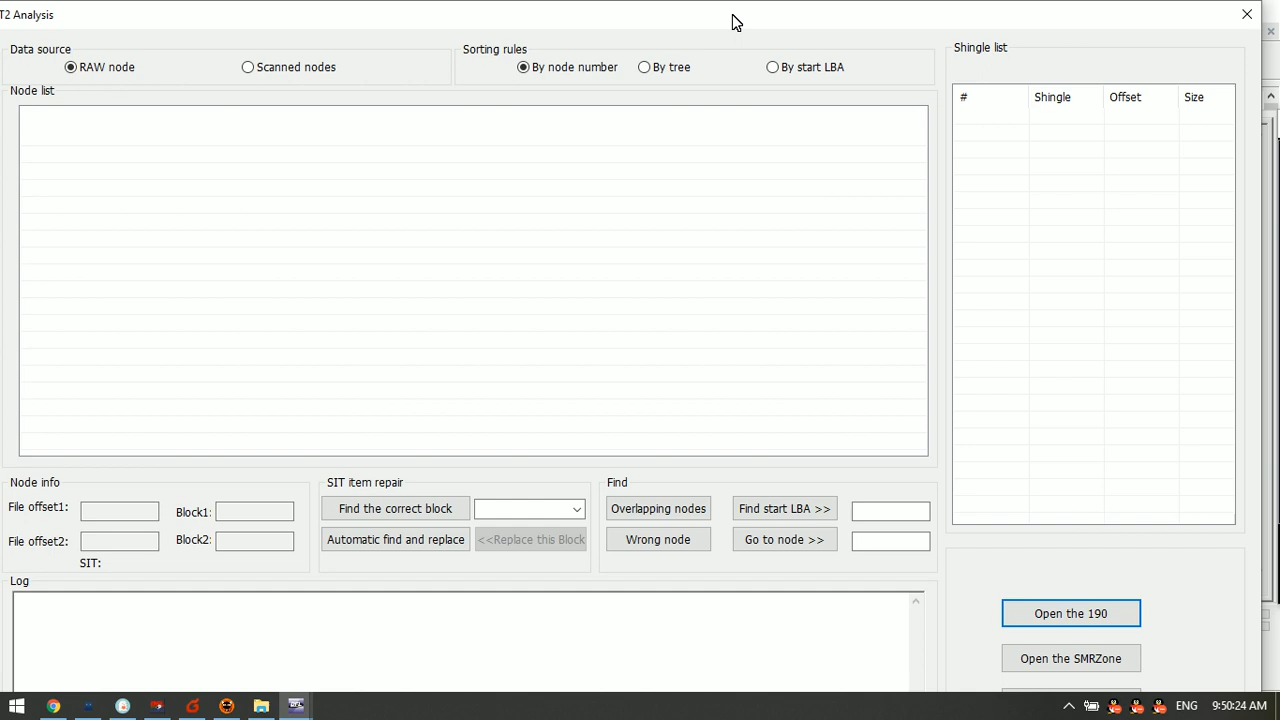 T2 Analysis
Data source
RAW node
Scanned nodes
Sorting rules
By node number
By tree
By start LBA
Shingle list
# Shingle Offset Size
Node list
Node info
File offset1:
Block1:
File offset2:
Block2:
SIT:
SIT item repair
Find the correct block
Automatic find and replace
<<Replace this Block
Find
Overlapping nodes
Find start LBA >>
Wrong node
Go to node >>
Log
Open the 190
Open the SMRZone
ENG
9:50:24 AM